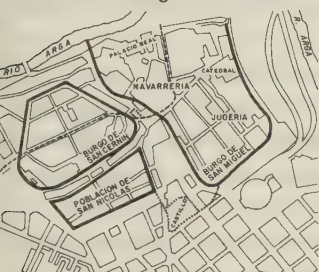 R. ARGA
RIO ARGA
PALACIO REAL
CATEDRAL
NAVARRERIA
JUDERIA
BURGO DE
SAN CERNIN
BURGO DE
SAN MIGUEL
POBLACION DE
SAN NICOLAS
CASTILLO